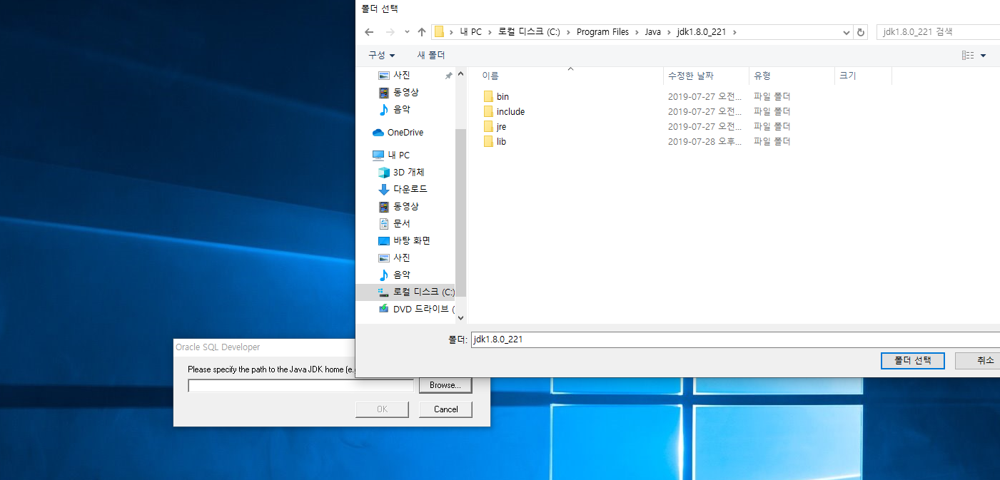 폴더 선택
내 PC > 로컬 디스크 (C:) > Program Files > Java > jdk1.8.0_221 >
jdk1.8.0_221 검색
구성 새 폴더
이름 수정한 날짜 유형 크기
bin 2019-07-27 오전... 파일 폴더
include 2019-07-27 오전... 파일 폴더
jre 2019-07-27 오전... 파일 폴더
lib 2019-07-28 오후... 파일 폴더
사진
동영상
음악
OneDrive
내 PC
3D 개체
다운로드
동영상
문서
바탕 화면
사진
음악
로컬 디스크 (C:)
DVD 드라이브 (
폴더: jdk1.8.0_221
폴더 선택 취소
Oracle SQL Developer
Please specify the path to the Java JDK home (e.
Browse...
OK Cancel